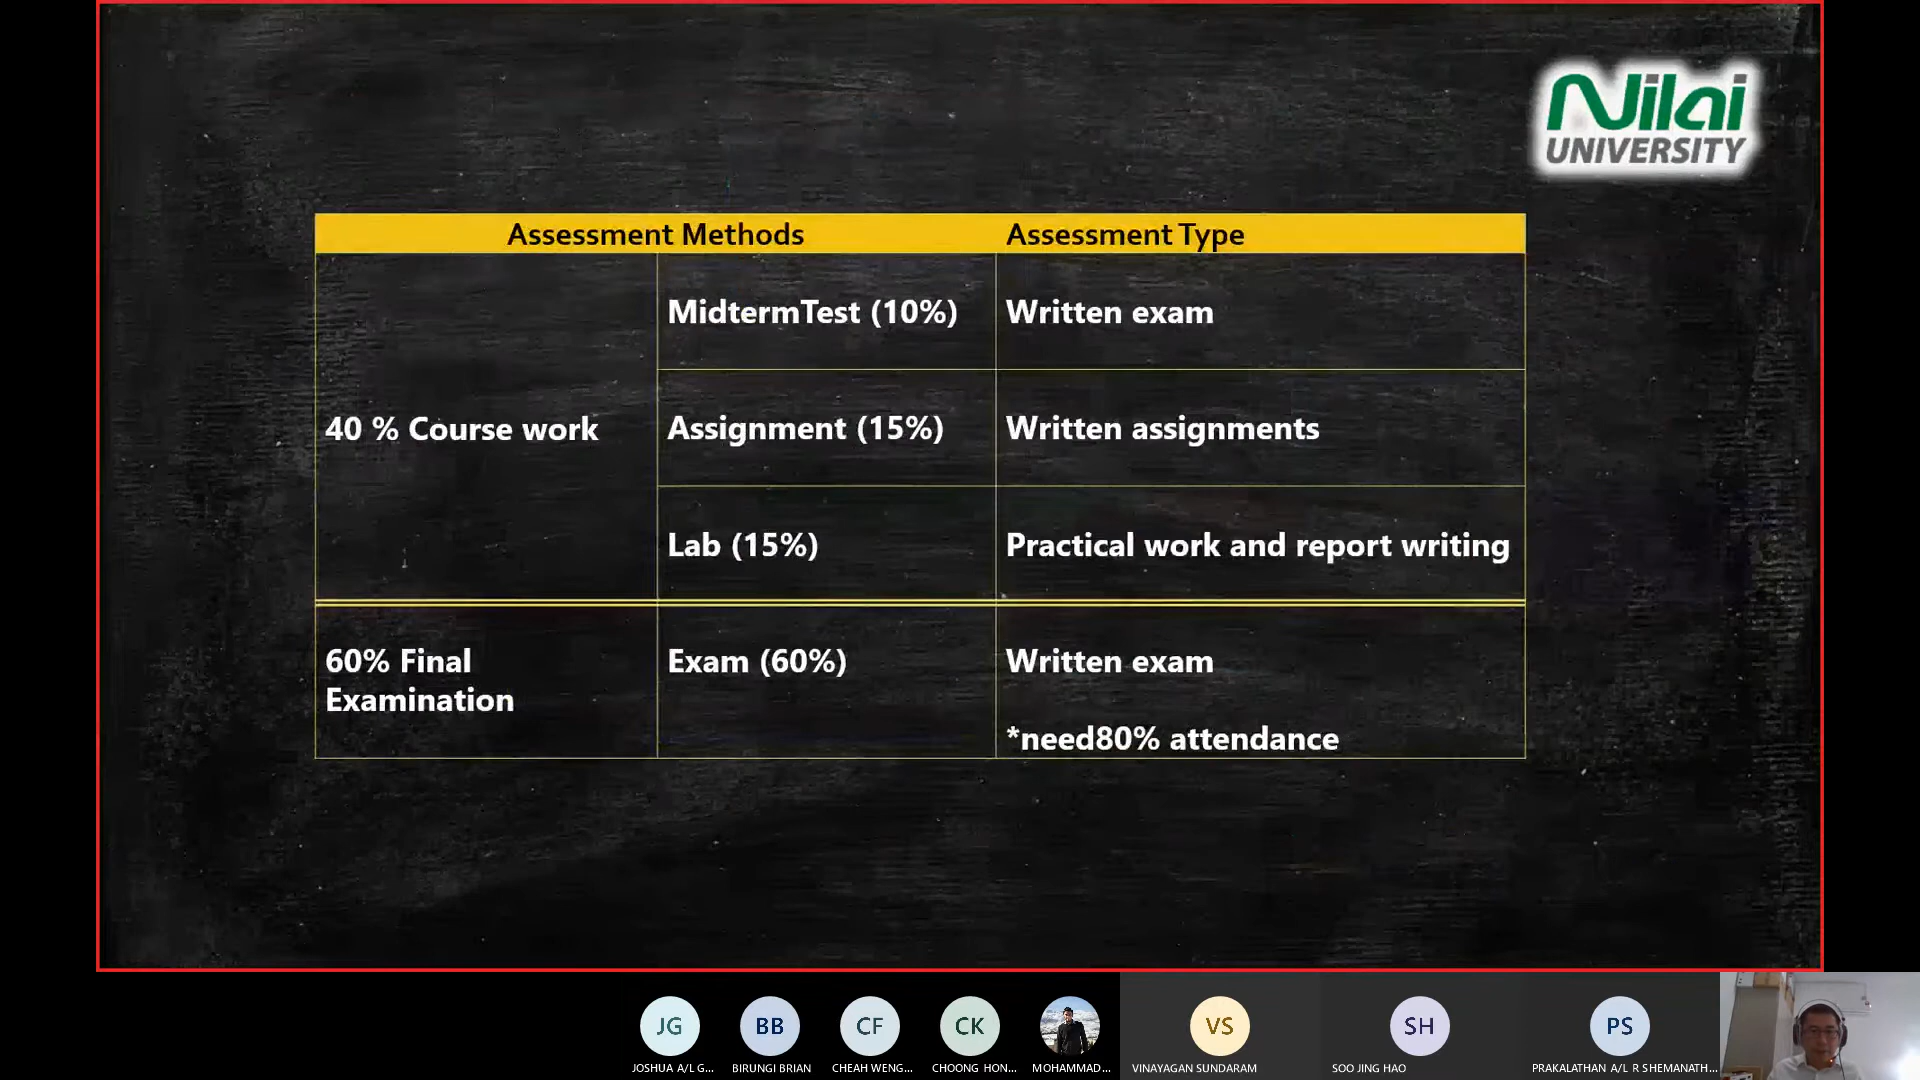 Nilai
UNIVERSITY
Assessment Methods
Assessment Type
MidtermTest (10%)
Written exam
40 % Course work
Assignment (15%)
Written assignments
Lab (15%)
Practical work and report writing
60% Final
Examination
Exam (60%)
Written exam
*need80% attendance
JG
BB
CF
CK
VS
SH
PS
JOSHUA A/L G...
BIRUNGI BRIAN
CHEAH WENG...
CHOONG HON...
MOHAMMAD...
VINAYAGAN SUNDARAM
SOO JING HAO
PRAKALATHAN A/L R SHEMANATH...